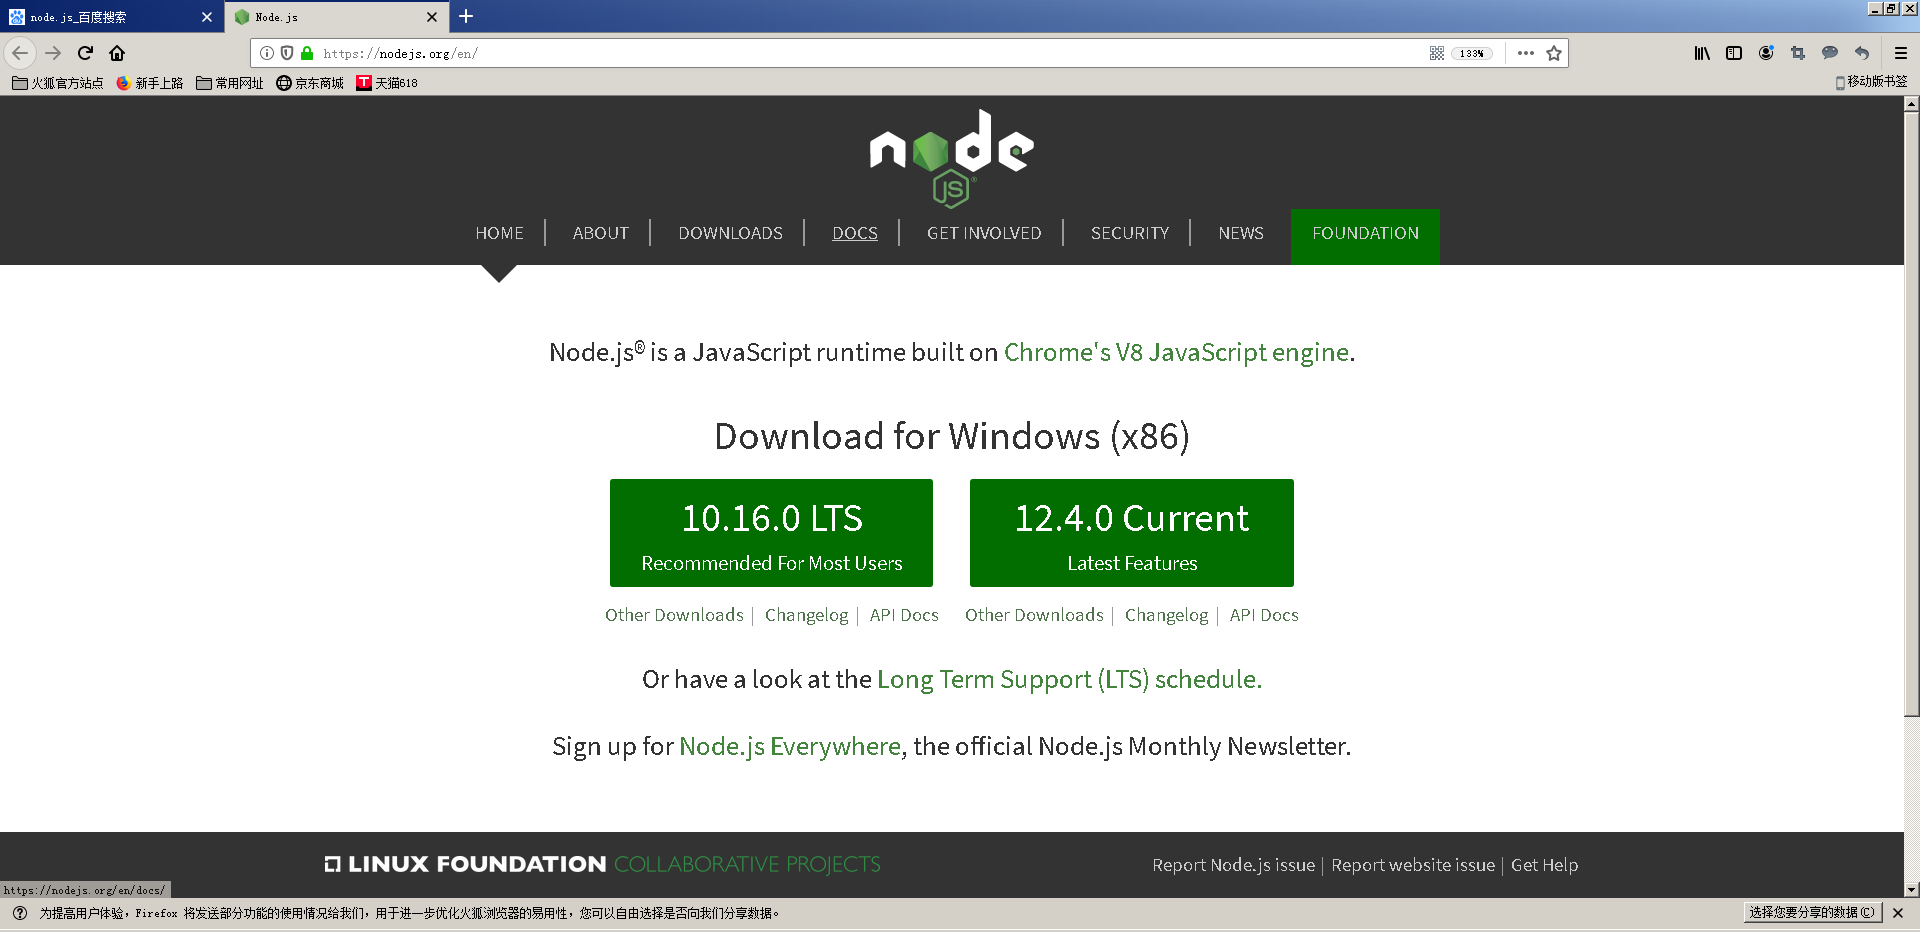 node.js_百度搜索
Node.js
https://nodejs.org/en/
133%
火狐官方站点
新手上路
常用网址
京东商城
天猫618
移动版书签
node
JS
HOME
ABOUT
DOWNLOADS
DOCS
GET INVOLVED
SECURITY
NEWS
FOUNDATION
Node.js® is a JavaScript runtime built on Chrome's V8 JavaScript engine.
Download for Windows (x86)
10.16.0 LTS
Recommended For Most Users
12.4.0 Current
Latest Features
Other Downloads | Changelog | API Docs
Other Downloads | Changelog | API Docs
Or have a look at the Long Term Support (LTS) schedule.
Sign up for Node.js Everywhere, the official Node.js Monthly Newsletter.
LINUX FOUNDATION COLLABORATIVE PROJECTS
Report Node.js issue | Report website issue | Get Help
https://nodejs.org/en/docs/
为提高用户体验，Firefox 将发送部分功能的使用情况给我们，用于进一步优化火狐浏览器的易用性，您可以自由选择是否向我们分享数据。
选择您要分享的数据(C)